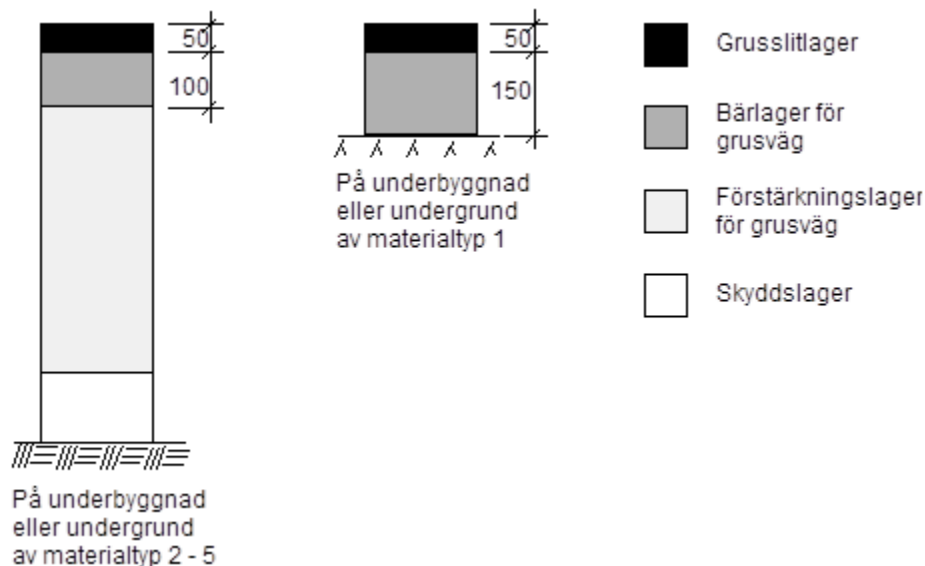 50
100
På underbyggnad
eller undergrund
av materialtyp 2 - 5
50
150
På underbyggnad
eller undergrund
av materialtyp 1
Grusslitlager
Bärlager för
grusväg
Förstärkningslager
för grusväg
Skyddslager